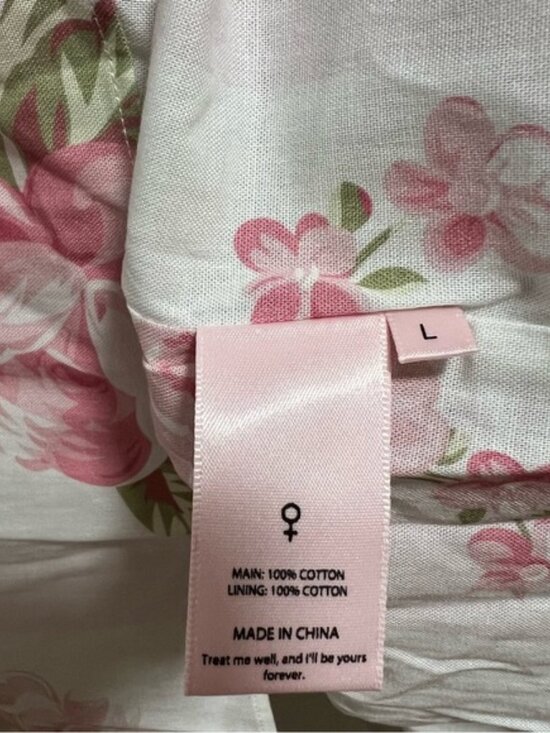 L
MAIN: 100% COTTON
LINING: 100% COTTON
MADE IN CHINA
Treat me well, and I'll be yours
forever.